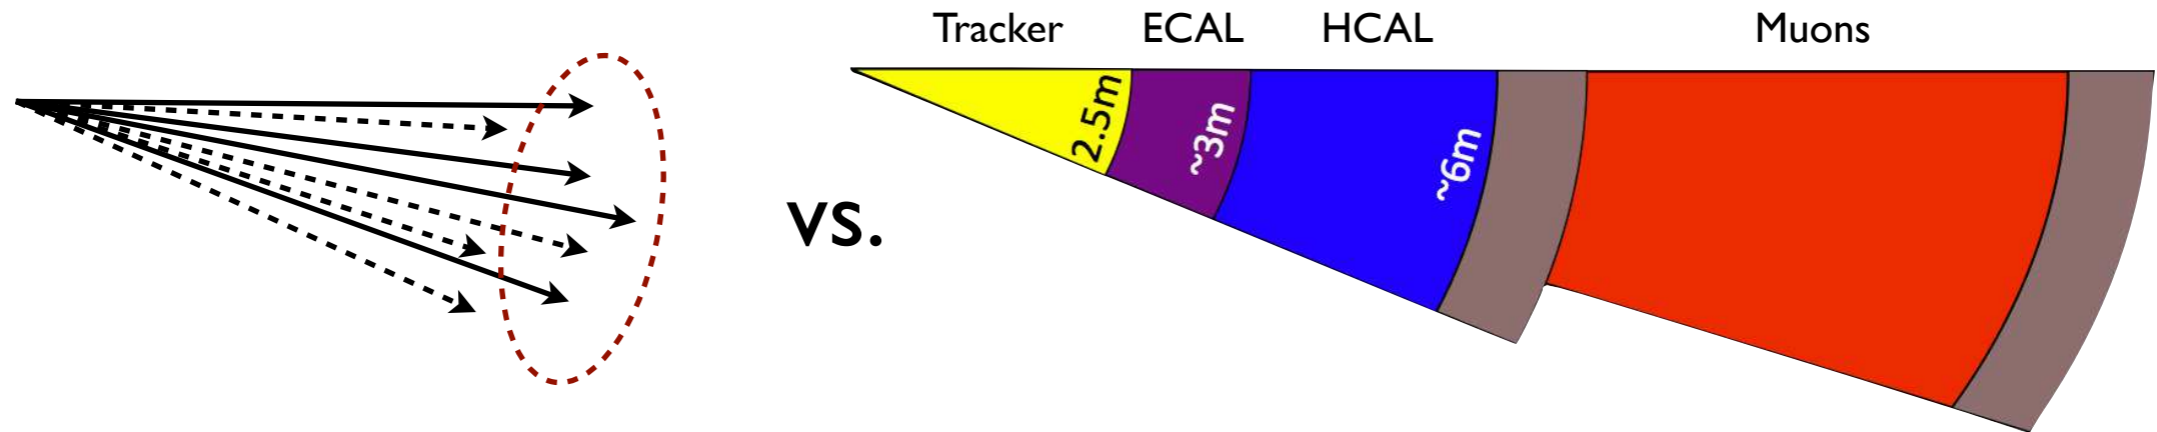 Tracker ECAL HCAL Muons
2.5m
~3m
~6m
vs.